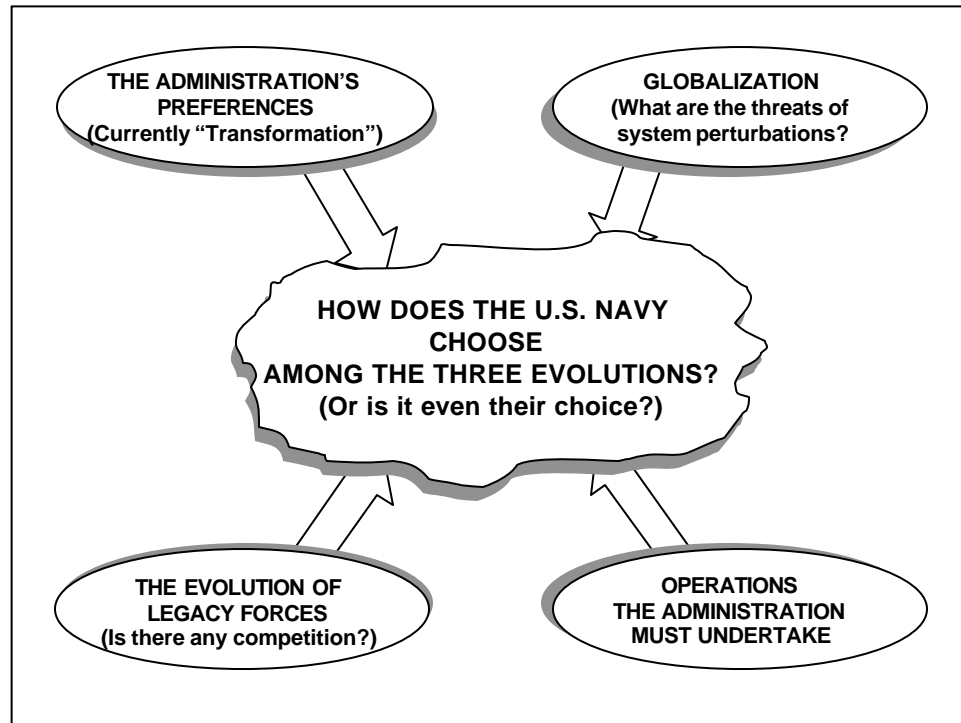 THE ADMINISTRATION'S
PREFERENCES
(Currently “Transformation”)
GLOBALIZATION
(What are the threats of
system perturbations?
HOW DOES THE U.S. NAVY
CHOOSE
AMONG THE THREE EVOLUTIONS?
(Or is it even their choice?)
THE EVOLUTION OF
LEGACY FORCES
(Is there any competition?)
OPERATIONS
THE ADMINISTRATION
MUST UNDERTAKE